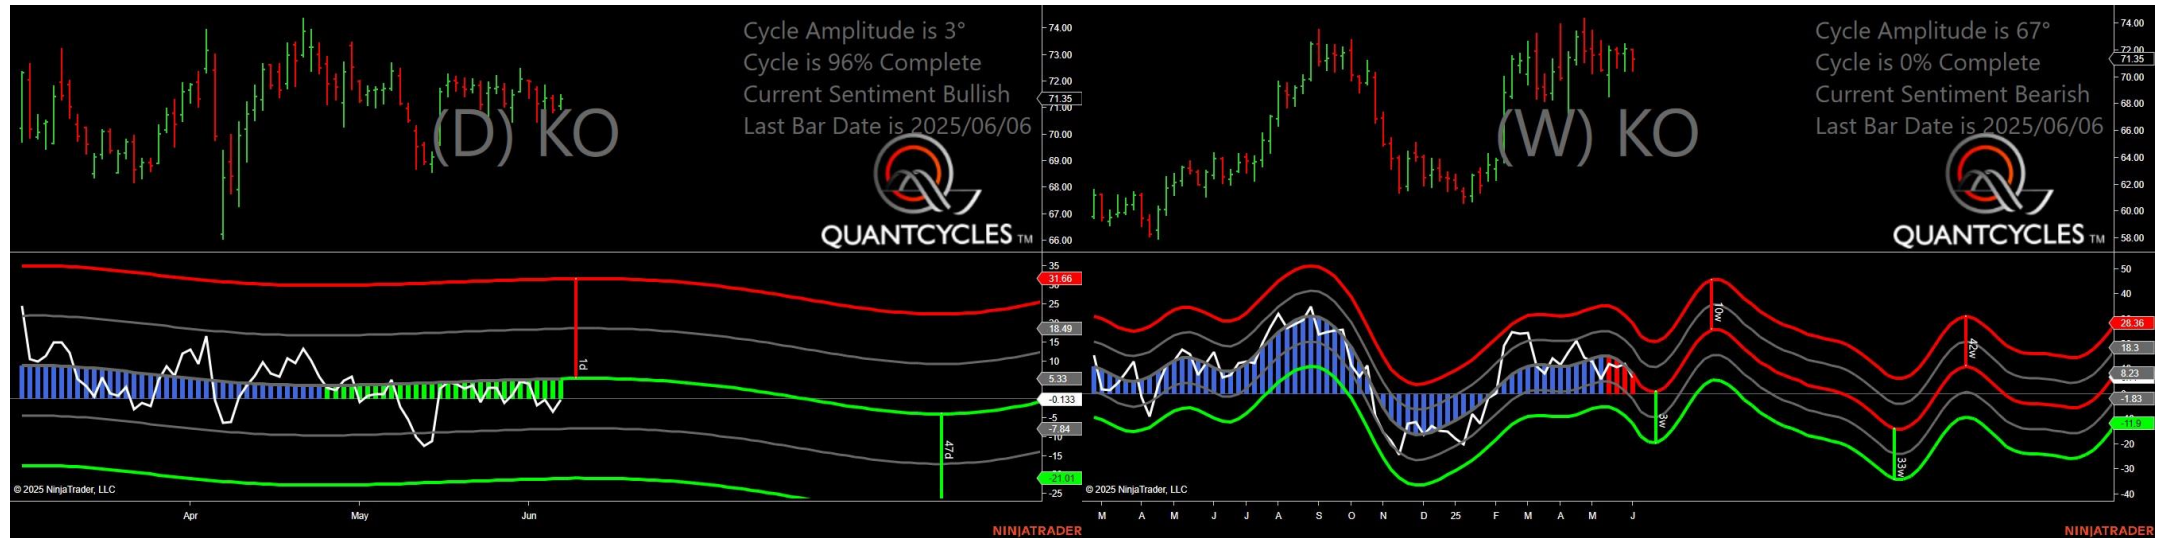 Cycle Amplitude is 3°
Cycle is 96% Complete
Current Sentiment Bullish
Last Bar Date is 2025/06/06
(D) KO
QUANTCYCLES TM
74.00
73.00
72.00
71.35
71.00
70.00
69.00
68.00
67.00
66.00
35
31.66
30
25
18.49
15
10
5.33
-0.133
-5
-7.84
-10
-15
-21.01
-25
1d
47d
© 2025 NinjaTrader, LLC
Apr May Jun
NINJATRADER
Cycle Amplitude is 67°
Cycle is 0% Complete
Current Sentiment Bearish
Last Bar Date is 2025/06/06
(W) KO
QUANTCYCLES TM
74.00
72.00
71.35
70.00
68.00
66.00
64.00
62.00
60.00
58.00
50
40
28.36
18.3
8.23
-1.83
-11.9
-20
-30
-40
10w
42w
3w
33w
© 2025 NinjaTrader, LLC
M A M J J A S O N D 25 F M A M J
NINJATRADER